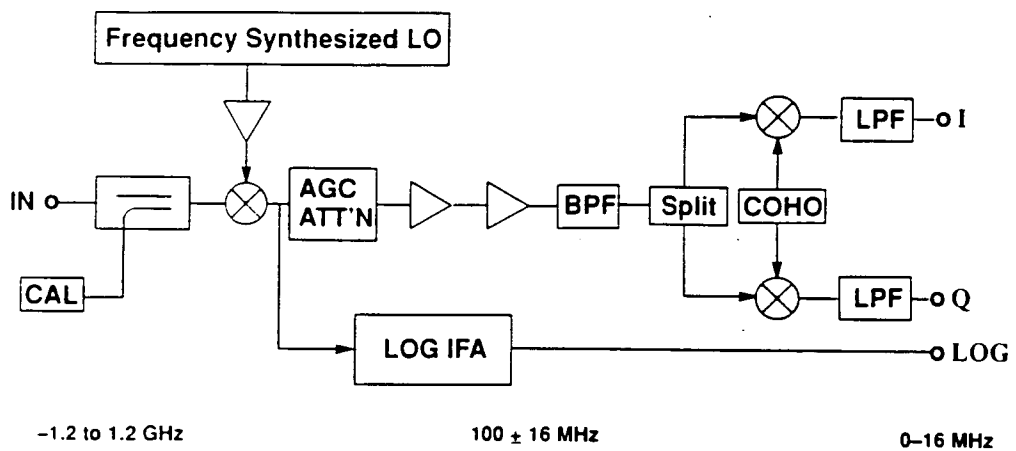 Frequency Synthesized LO
IN
AGC
ATT'N
BPF
Split
COHO
LPF
I
CAL
LPF
Q
LOG IFA
LOG
-1.2 to 1.2 GHz
100 ± 16 MHz
0–16 MHz